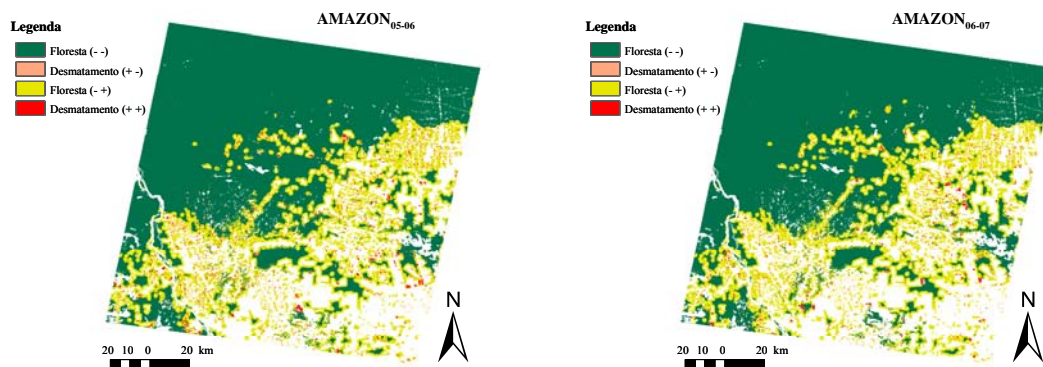 AMAZON05-06
Legenda
Floresta (- -)
Desmatamento (+ -)
Floresta (- +)
Desmatamento (+ +)
N
20 10 0 20 km
AMAZON06-07
Legenda
Floresta (- -)
Desmatamento (+ -)
Floresta (- +)
Desmatamento (+ +)
N
20 10 0 20 km